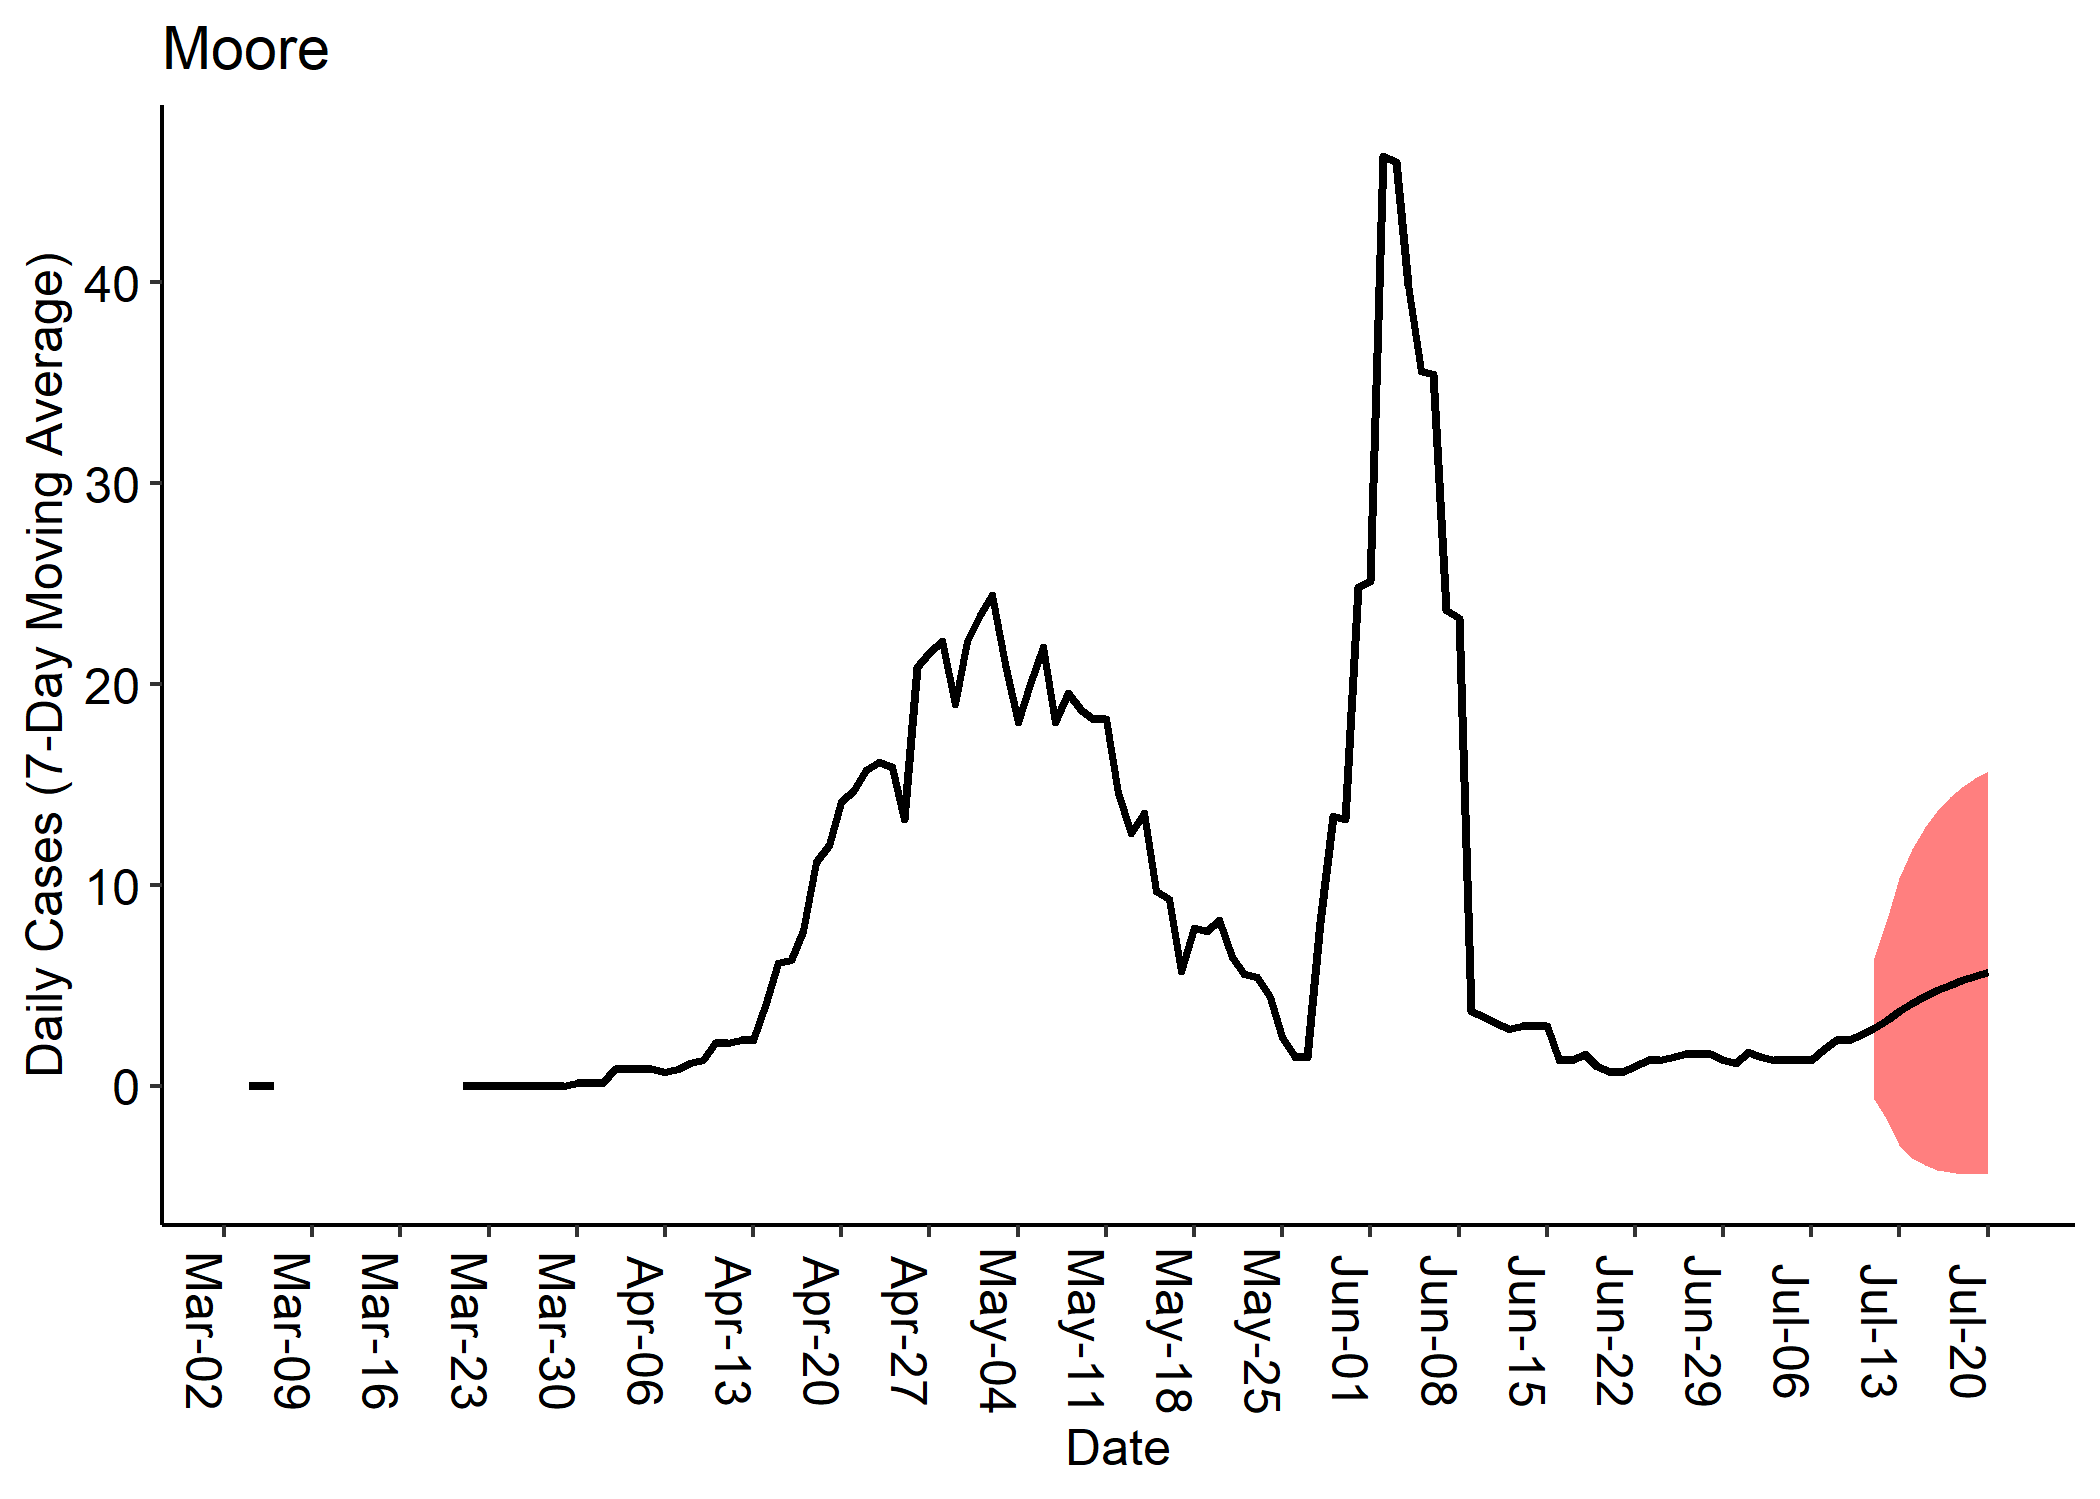 Moore
Daily Cases (7-Day Moving Average)
40
30
20
10
0
Mar-02
Mar-09
Mar-16
Mar-23
Mar-30
Apr-06
Apr-13
Apr-20
Apr-27
May-04
May-11
May-18
May-25
Jun-01
Jun-08
Jun-15
Jun-22
Jun-29
Jul-06
Jul-13
Jul-20
Date